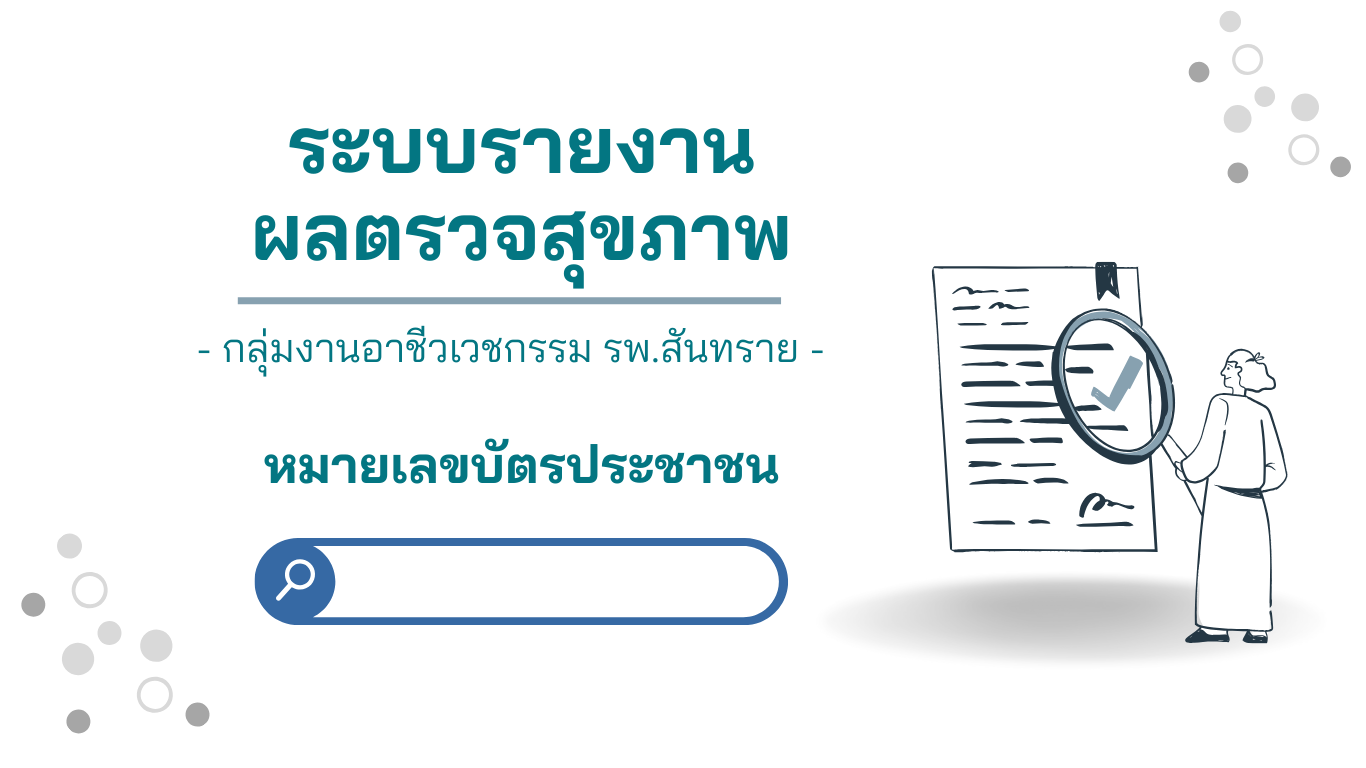 ระบบรายงาน
ผลตรวจสุขภาพ
- กลุ่มงานอาชีวเวชกรรม รพ.สันทราย -
หมายเลขบัตรประชาชน